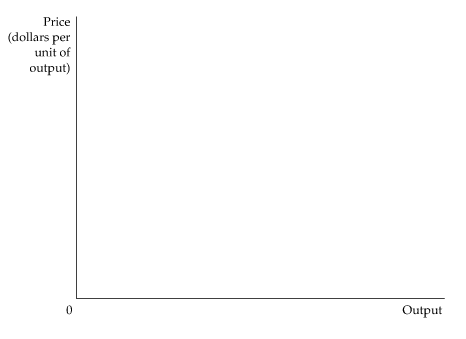 Price
(dollars per
unit of
output)
0
Output